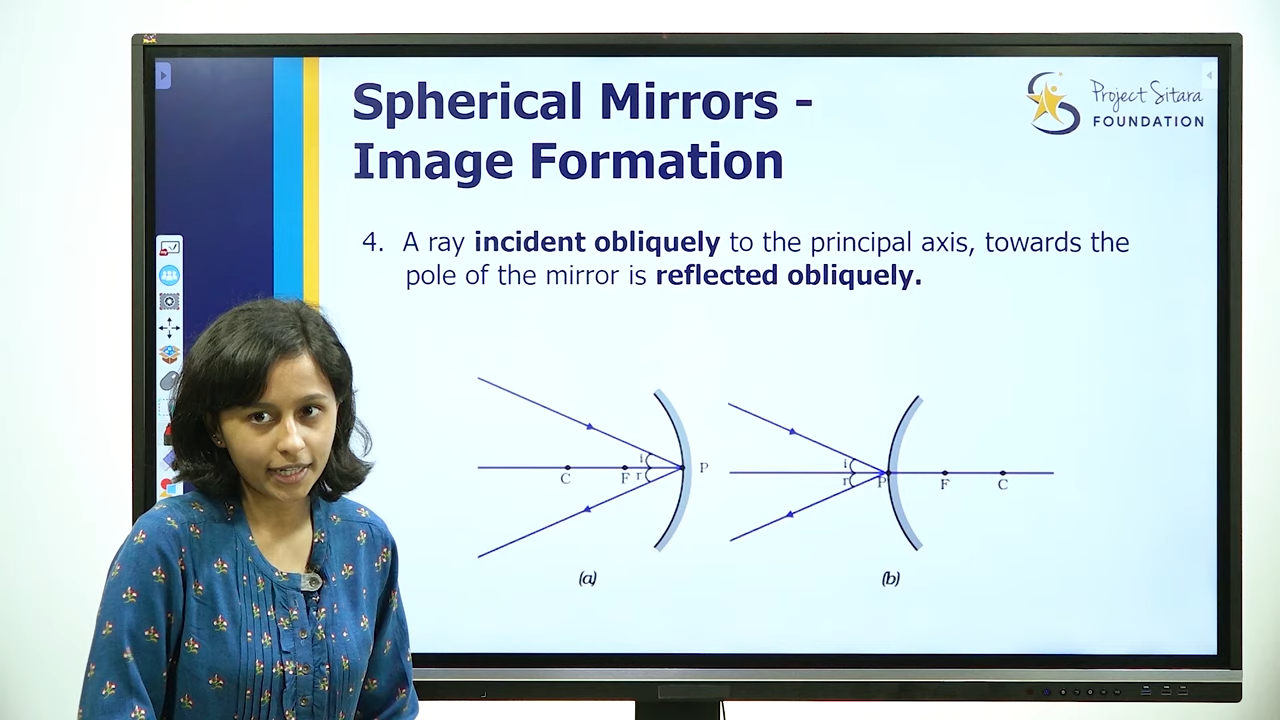 Spherical Mirrors -
Image Formation
Project Sitara
FOUNDATION
4. A ray incident obliquely to the principal axis, towards the
pole of the mirror is reflected obliquely.
i
r
C
F
P
(a)
i
r
P
F
C
(b)